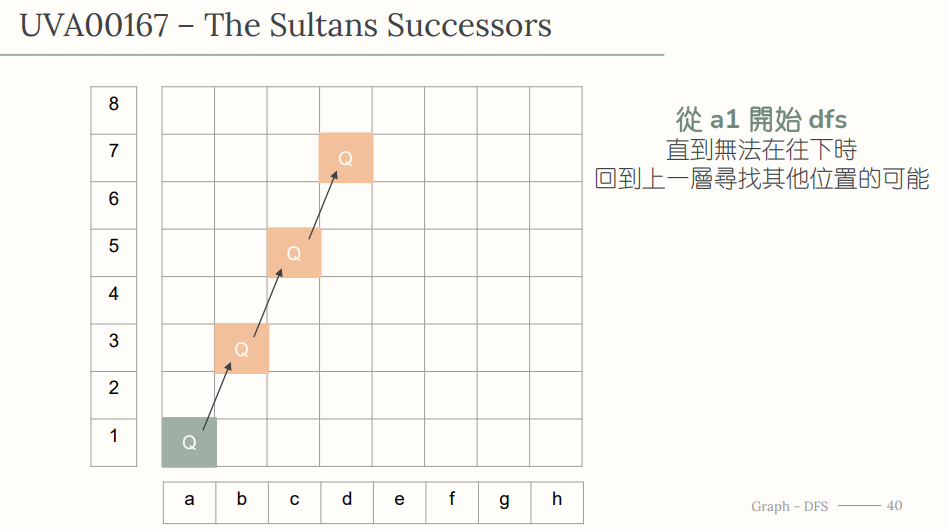 UVA00167 – The Sultans Successors
從 a1 開始 dfs
直到無法在往下時
回到上一層尋找其他位置的可能
8
7
Q
6
5
Q
4
3
Q
2
1
Q
a b c d e f g h
Graph - DFS 40